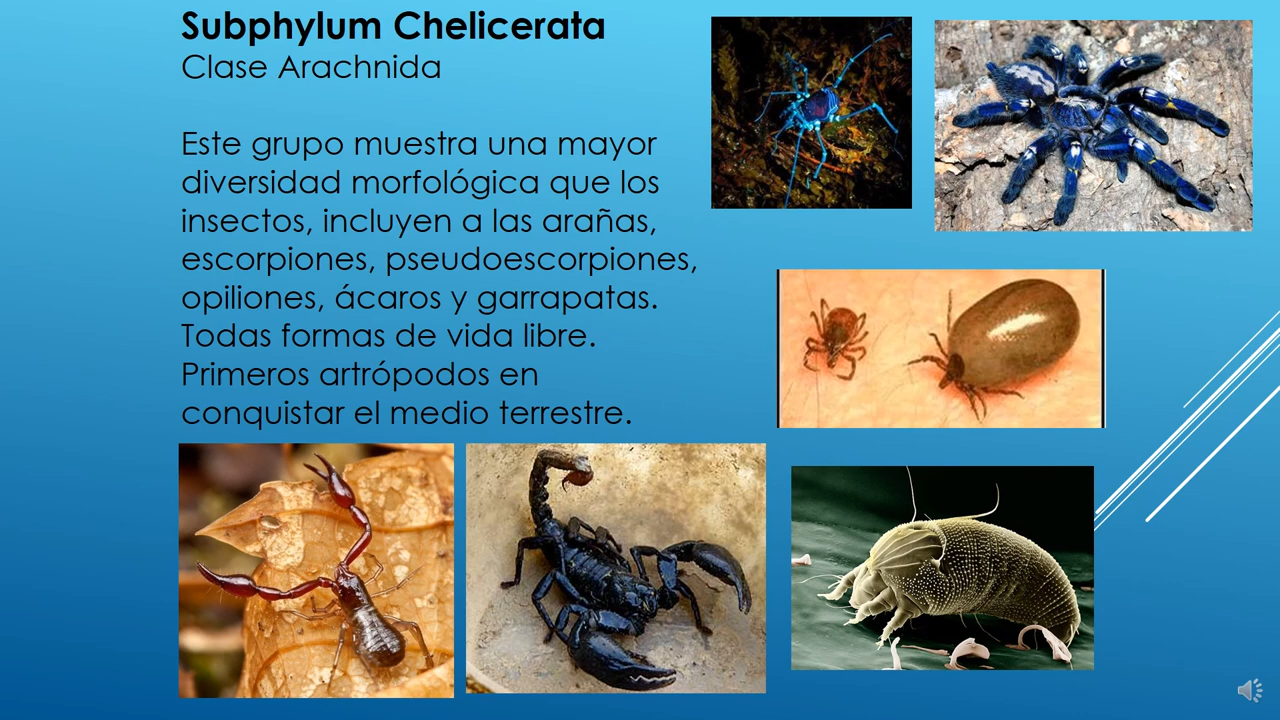 Subphylum Chelicerata
Clase Arachnida
Este grupo muestra una mayor
diversidad morfológica que los
insectos, incluyen a las arañas,
escorpiones, pseudoescorpiones,
opiliones, ácaros y garrapatas.
Todas formas de vida libre.
Primeros artrópodos en
conquistar el medio terrestre.